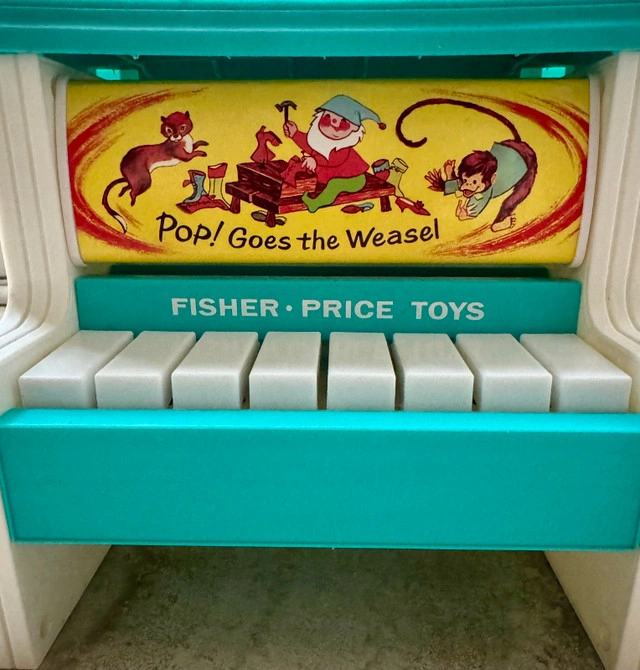 Pop! Goes the Weasel
FISHER·PRICE TOYS